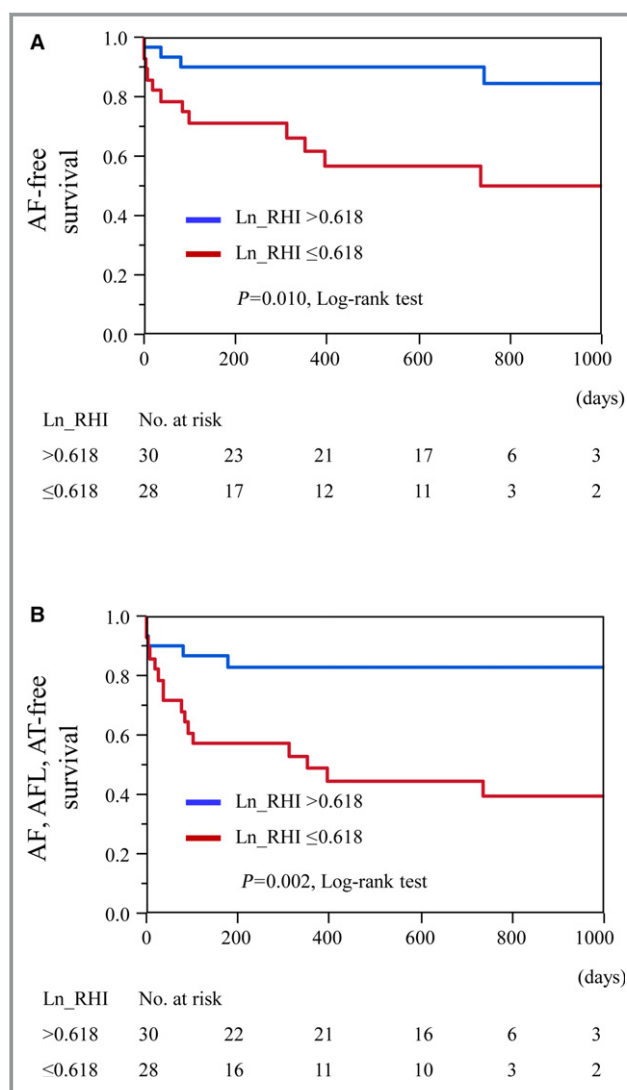 A
1.0
0.8
0.6
0.4
0.2
0.0
AF-free
survival
Ln_RHI >0.618
Ln_RHI ≤0.618
P=0.010, Log-rank test
0 200 400 600 800 1000
(days)
Ln_RHI No. at risk
>0.618 30 23 21 17 6 3
≤0.618 28 17 12 11 3 2
B
1.0
0.8
0.6
0.4
0.2
0.0
AF, AFL, AT-free
survival
Ln_RHI >0.618
Ln_RHI ≤0.618
P=0.002, Log-rank test
0 200 400 600 800 1000
(days)
Ln_RHI No. at risk
>0.618 30 22 21 16 6 3
≤0.618 28 16 11 10 3 2